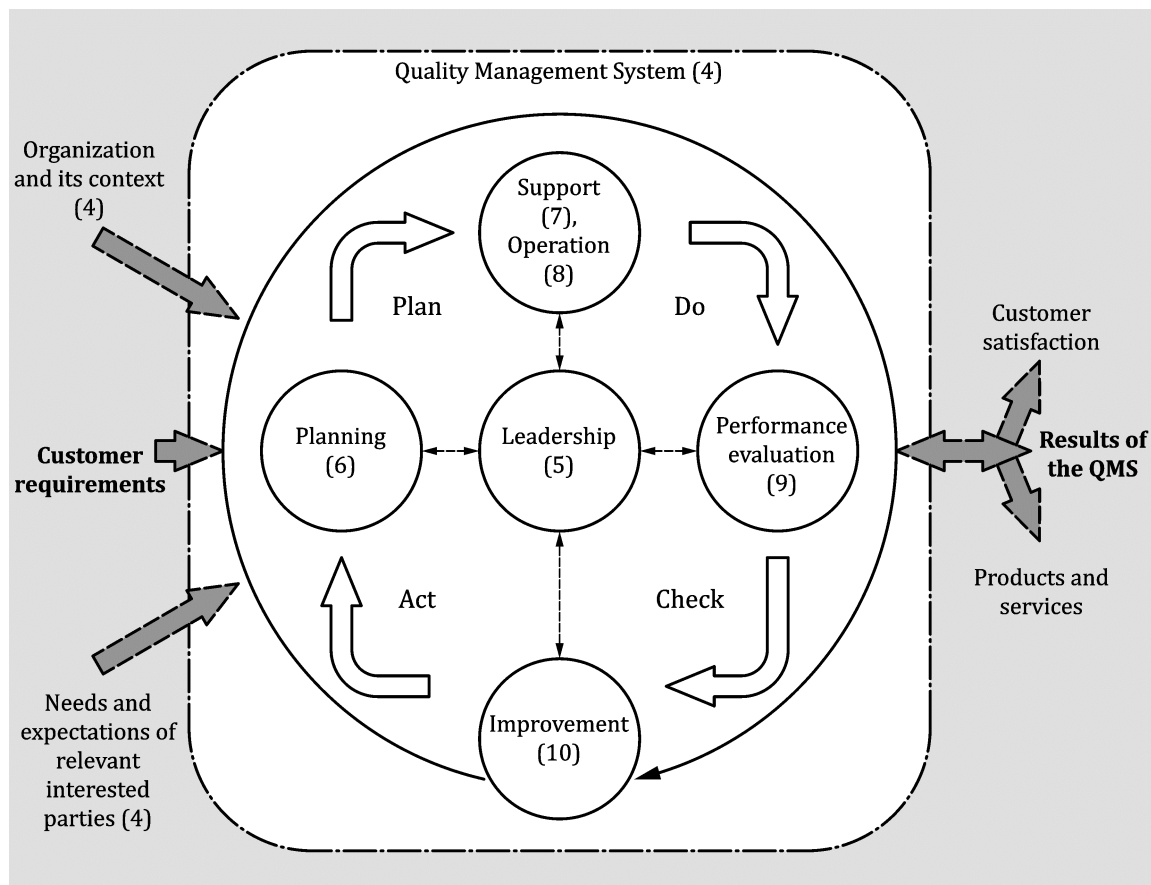 Quality Management System (4)
Organization
and its context
(4)
Support
(7),
Operation
(8)
Plan
Do
Customer
satisfaction
Customer
requirements
Planning
(6)
Leadership
(5)
Performance
evaluation
(9)
Results of
the QMS
Act
Check
Products and
services
Needs and
expectations of
relevant
interested
parties (4)
Improvement
(10)